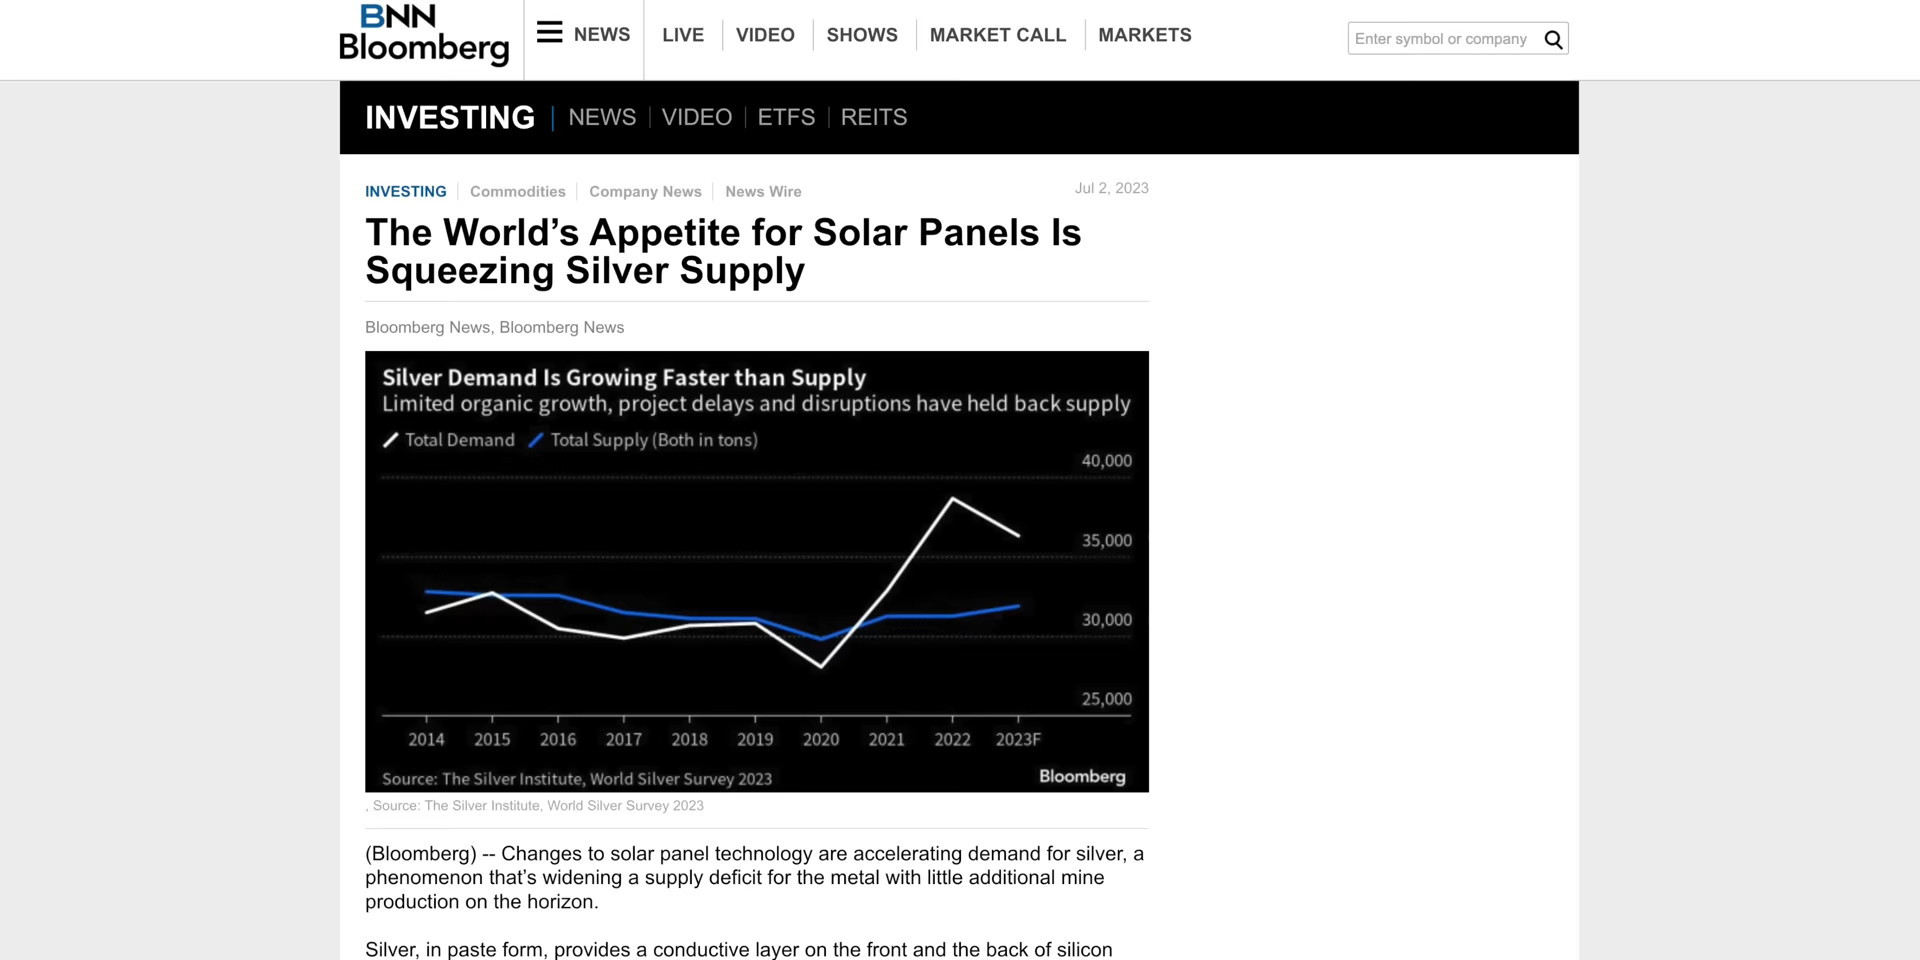 BNN
Bloomberg
NEWS
LIVE
VIDEO
SHOWS
MARKET CALL
MARKETS
Enter symbol or company
INVESTING
NEWS
VIDEO
ETFS
REITS
INVESTING
Commodities
Company News
News Wire
Jul 2, 2023
The World’s Appetite for Solar Panels Is
Squeezing Silver Supply
Bloomberg News, Bloomberg News
Silver Demand Is Growing Faster than Supply
Limited organic growth, project delays and disruptions have held back supply
Total Demand
Total Supply (Both in tons)
40,000
35,000
30,000
25,000
2014 2015 2016 2017 2018 2019 2020 2021 2022 2023F
Source: The Silver Institute, World Silver Survey 2023
Bloomberg
, Source: The Silver Institute, World Silver Survey 2023
(Bloomberg) -- Changes to solar panel technology are accelerating demand for silver, a
phenomenon that’s widening a supply deficit for the metal with little additional mine
production on the horizon.
Silver, in paste form, provides a conductive layer on the front and the back of silicon